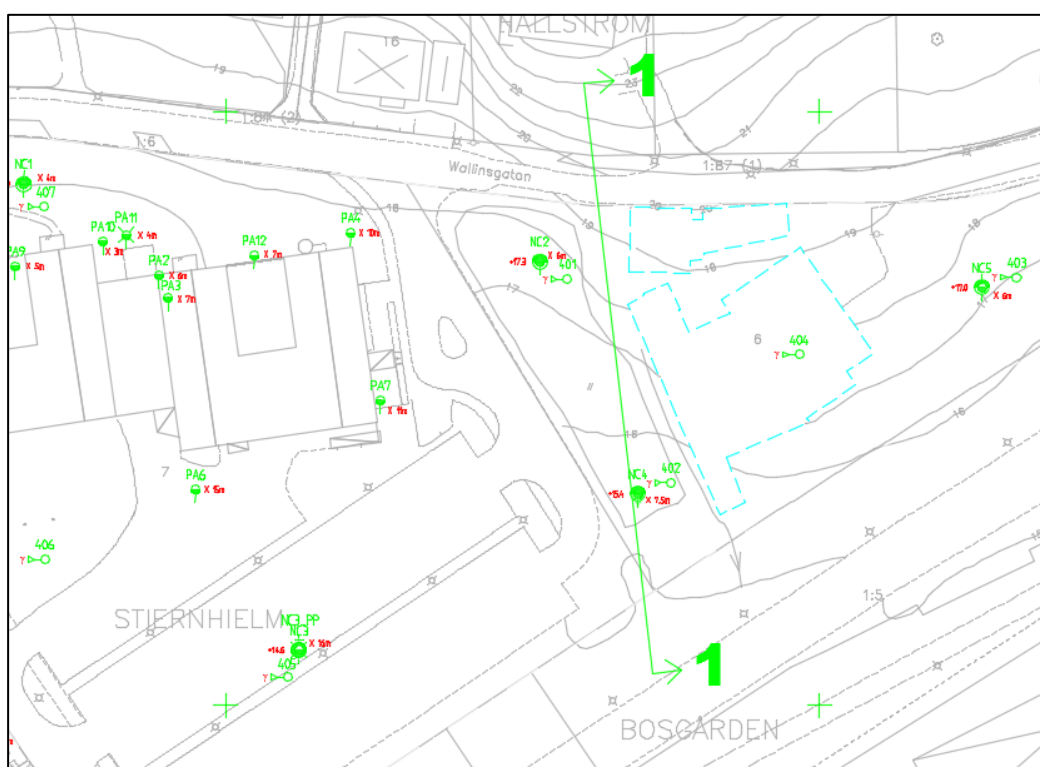 HALLSTRÖM
16
1
23
22
19
21
1:84 (2)
20
1:6
Wallinsgatan
1:87 (1)
NC1
X 4m
γ
407
PA11
X 4m
PA10
X 3m
PA4
X 10m
18
20
20
19
19
18
PA9
X 5m
PA12
X 7m
PA2
X 6m
PA3
X 7m
NC2
+17.3
X 6m
γ
401
18
17
NC5
+17.0
X 6m
γ
403
6
γ
404
PA7
X 11m
16
16
7
PA6
X 15m
NC4
+15.4
X 7.5m
γ
402
406
γ
15
1:5
STJERNHIELM
NC3 PP
NC3
+14.6
X 16m
405
γ
1
BOSGÅRDEN